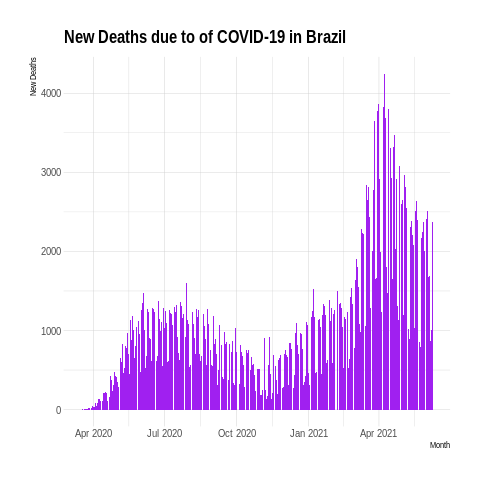 New Deaths due to of COVID-19 in Brazil
New Deaths
4000
3000
2000
1000
0
Apr 2020 Jul 2020 Oct 2020 Jan 2021 Apr 2021
Month